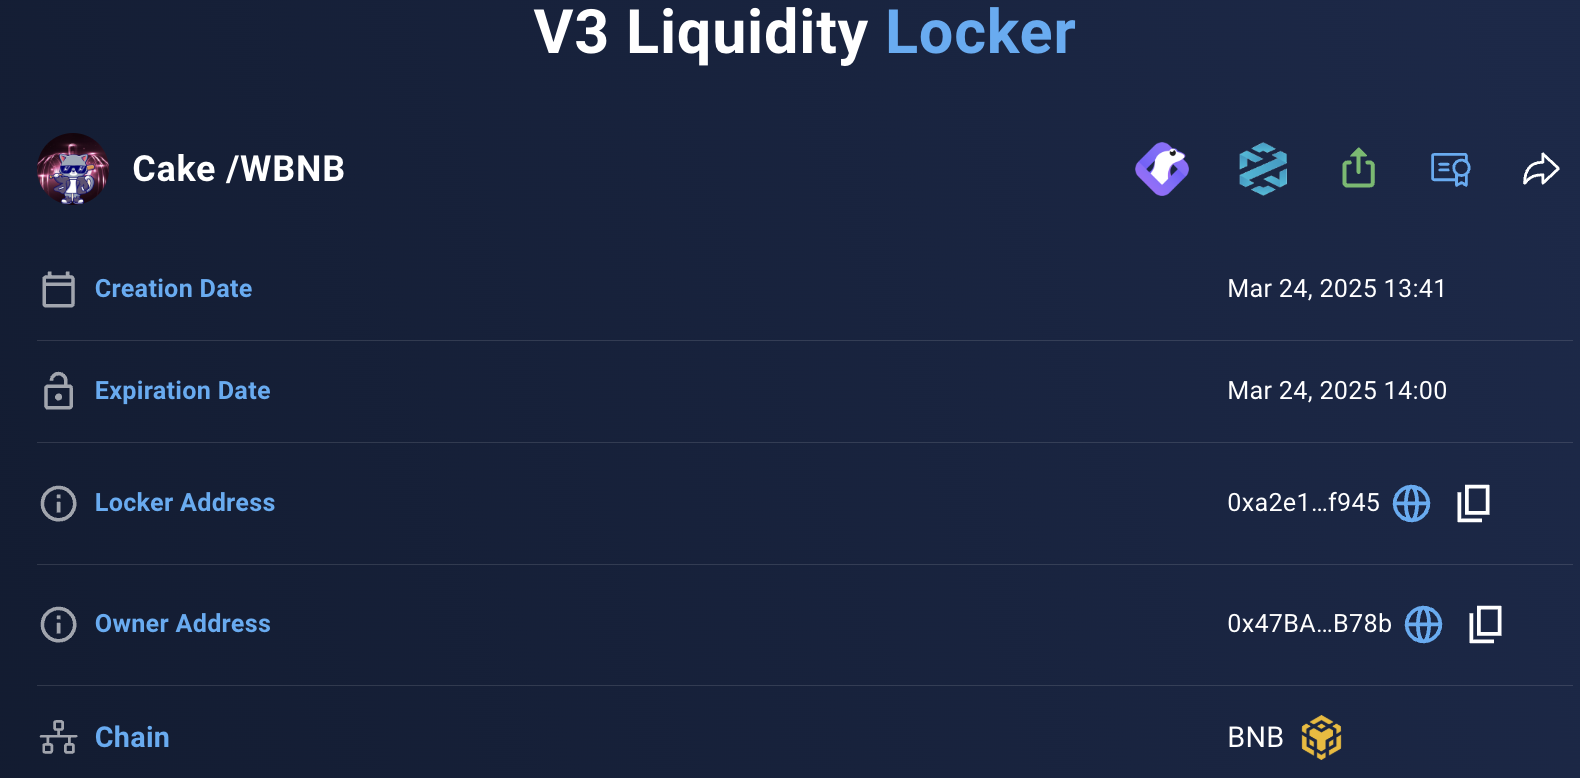 V3 Liquidity Locker
Cake /WBNB
Creation Date Mar 24, 2025 13:41
Expiration Date Mar 24, 2025 14:00
Locker Address 0xa2e1...f945
Owner Address 0x47BA...B78b
Chain BNB